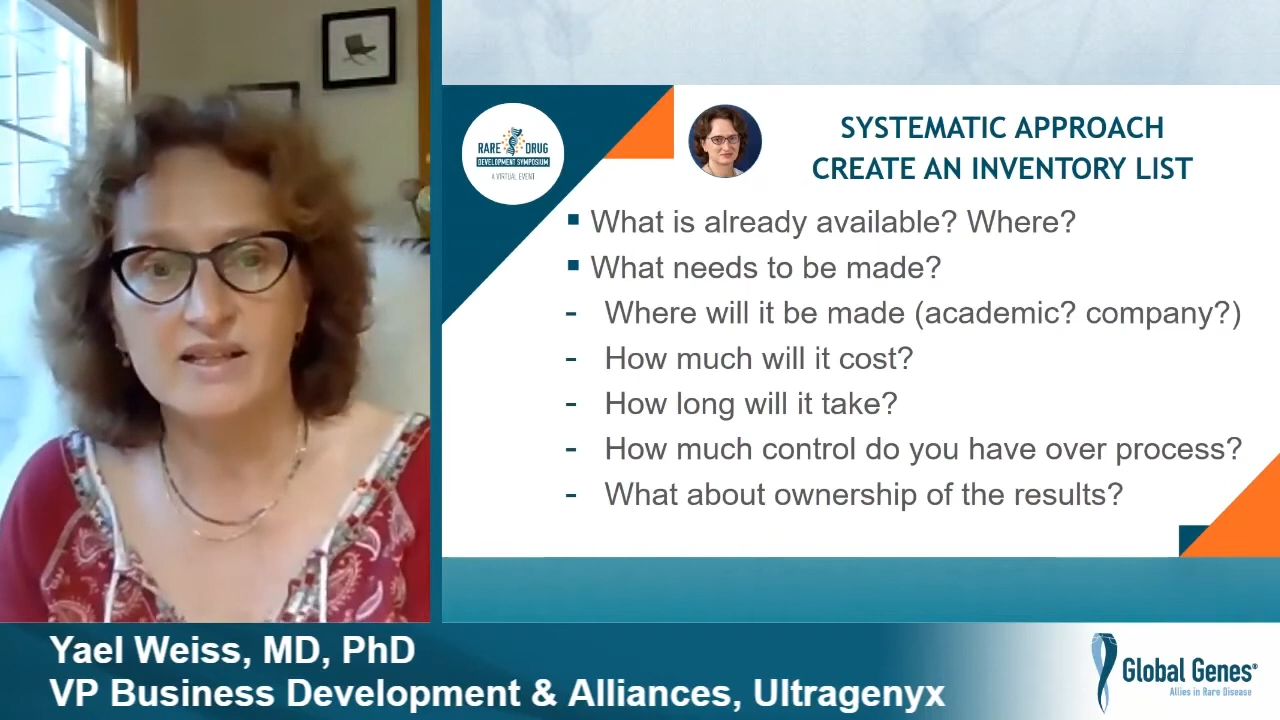 RARE DRUG
DEVELOPMENT SYMPOSIUM
A VIRTUAL EVENT
SYSTEMATIC APPROACH
CREATE AN INVENTORY LIST
▪ What is already available? Where?
▪ What needs to be made?
- Where will it be made (academic? company?)
- How much will it cost?
- How long will it take?
- How much control do you have over process?
- What about ownership of the results?
Yael Weiss, MD, PhD
VP Business Development & Alliances, Ultragenyx
Global Genes®
Allies in Rare Disease